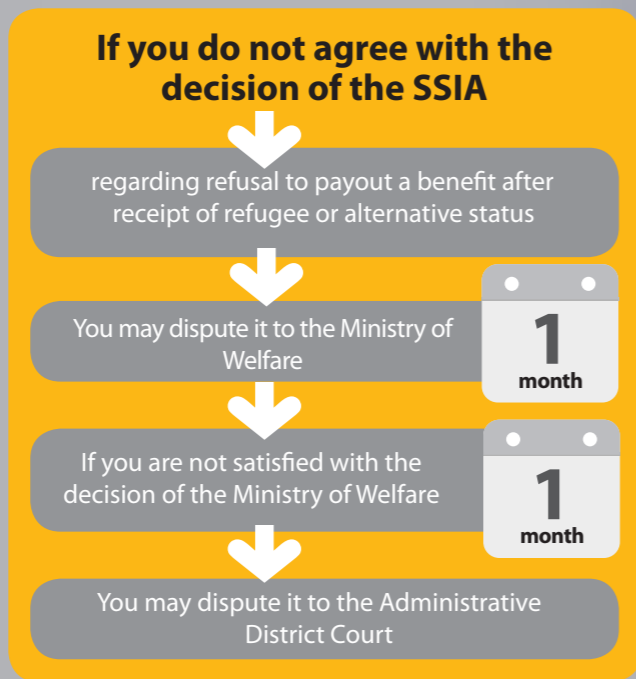 If you do not agree with the
decision of the SSIA
regarding refusal to payout a benefit after
receipt of refugee or alternative status
You may dispute it to the Ministry of
Welfare
1
month
If you are not satisfied with the
decision of the Ministry of Welfare
1
month
You may dispute it to the Administrative
District Court